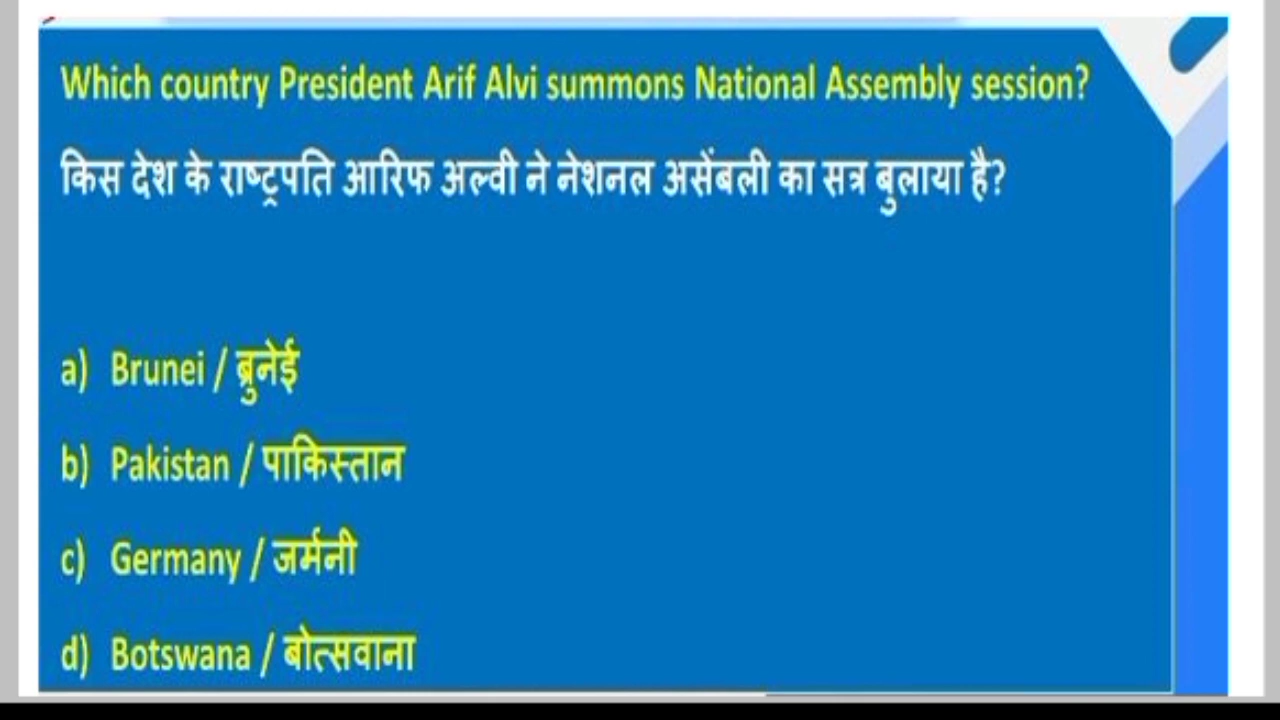 Which country President Arif Alvi summons National Assembly session?
किस देश के राष्ट्रपति आरिफ अल्वी ने नेशनल असेंबली का सत्र बुलाया है?
a) Brunei / ब्रुनेई
b) Pakistan / पाकिस्तान
c) Germany / जर्मनी
d) Botswana / बोत्सवाना